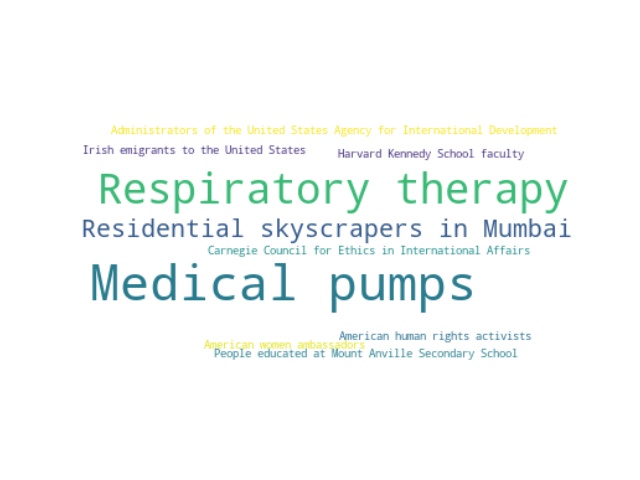 Administrators of the United States Agency for International Development
Irish emigrants to the United States
Harvard Kennedy School faculty
Respiratory therapy
Residential skyscrapers in Mumbai
Carnegie Council for Ethics in International Affairs
Medical pumps
American human rights activists
American women ambassadors
People educated at Mount Anville Secondary School